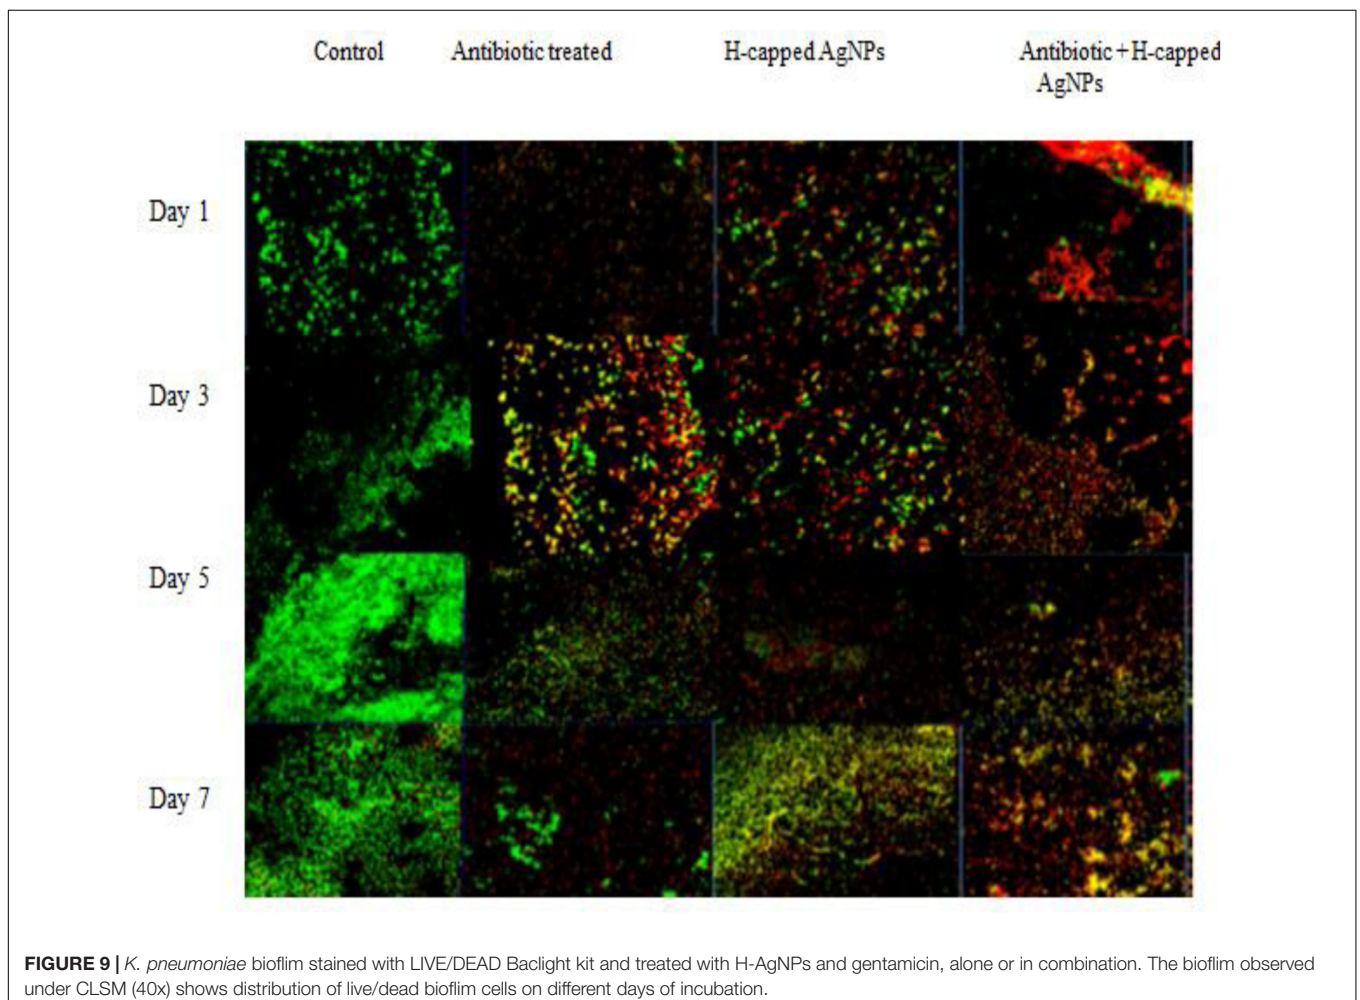 Control Antibiotic treated H-capped AgNPs Antibiotic + H-capped
AgNPs
Day 1
Day 3
Day 5
Day 7
FIGURE 9 | K. pneumoniae bioflim stained with LIVE/DEAD Baclight kit and treated with H-AgNPs and gentamicin, alone or in combination. The bioflim observed
under CLSM (40x) shows distribution of live/dead bioflim cells on different days of incubation.